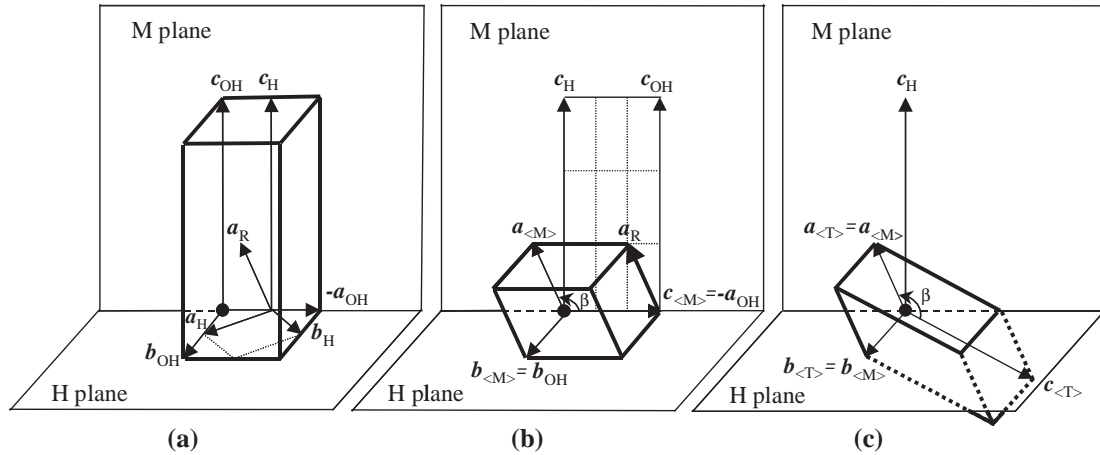 M plane
c_OH
c_H
a_R
-a_OH
a_H
b_H
b_OH
H plane
(a)
M plane
c_H
c_OH
a_<M>
a_R
β
c_<M>=-a_OH
b_<M>= b_OH
H plane
(b)
M plane
c_H
a_<T>=a_<M>
β
b_<T>= b_<M>
c_<T>
H plane
(c)